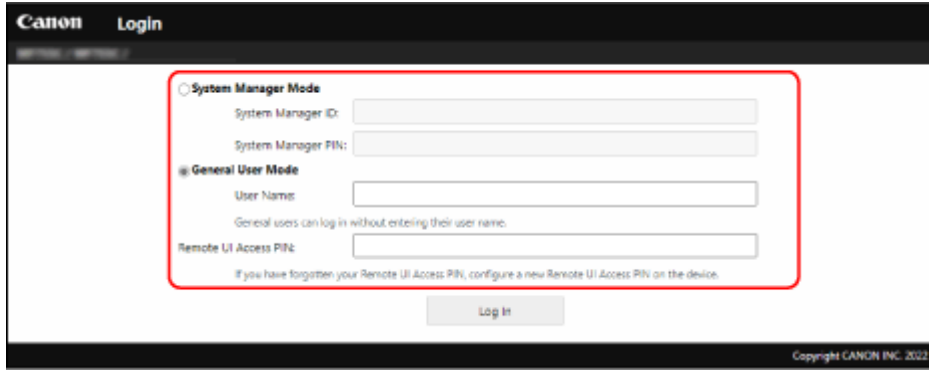 Canon Login
System Manager Mode
System Manager ID:
System Manager PIN:
General User Mode
User Name:
General users can log in without entering their user name.
Remote UI Access PIN:
If you have forgotten your Remote UI Access PIN, configure a new Remote UI Access PIN on the device.
Log In
Copyright CANON INC. 2022